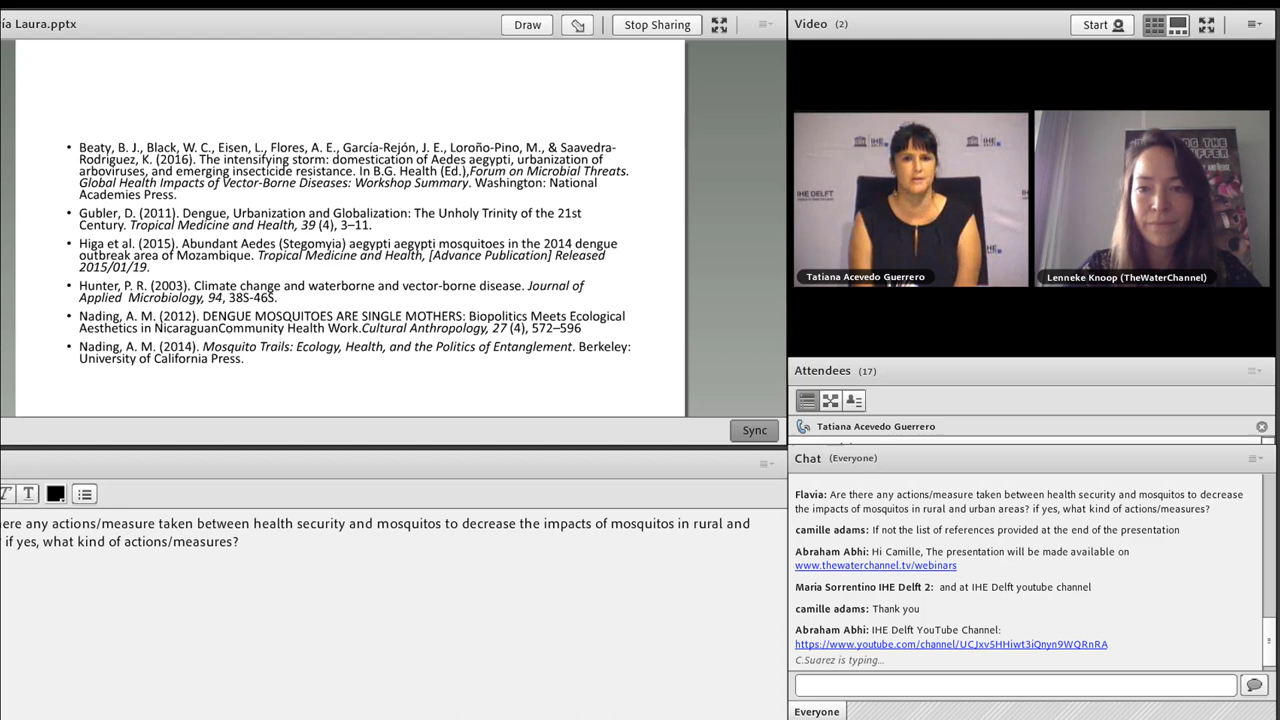 ía Laura.pptx
Draw
Stop Sharing
• Beaty, B. J., Black, W. C., Eisen, L., Flores, A. E., García-Rejón, J. E., Loroño-Pino, M., & Saavedra-
Rodriguez, K. (2016). The intensifying storm: domestication of Aedes aegypti, urbanization of
arboviruses, and emerging insecticide resistance. In B.G. Health (Ed.),Forum on Microbial Threats.
Global Health Impacts of Vector-Borne Diseases: Workshop Summary. Washington: National
Academies Press.
• Gubler, D. (2011). Dengue, Urbanization and Globalization: The Unholy Trinity of the 21st
Century. Tropical Medicine and Health, 39 (4), 3–11.
• Higa et al. (2015). Abundant Aedes (Stegomyia) aegypti aegypti mosquitoes in the 2014 dengue
outbreak area of Mozambique. Tropical Medicine and Health, [Advance Publication] Released
2015/01/19.
• Hunter, P. R. (2003). Climate change and waterborne and vector-borne disease. Journal of
Applied Microbiology, 94, 38S-46S.
• Nading, A. M. (2012). DENGUE MOSQUITOES ARE SINGLE MOTHERS: Biopolitics Meets Ecological
Aesthetics in NicaraguanCommunity Health Work.Cultural Anthropology, 27 (4), 572–596
• Nading, A. M. (2014). Mosquito Trails: Ecology, Health, and the Politics of Entanglement. Berkeley:
University of California Press.
Sync
ere any actions/measure taken between health security and mosquitos to decrease the impacts of mosquitos in rural and
if yes, what kind of actions/measures?
Video (2)
Start
IHE DELFT
Tatiana Acevedo Guerrero
Lenneke Knoop (TheWaterChannel)
Attendees (17)
Tatiana Acevedo Guerrero
Chat (Everyone)
Flavia: Are there any actions/measure taken between health security and mosquitos to decrease
the impacts of mosquitos in rural and urban areas? if yes, what kind of actions/measures?
camille adams: If not the list of references provided at the end of the presentation
Abraham Abhi: Hi Camille, The presentation will be made available on
www.thewaterchannel.tv/webinars
Maria Sorrentino IHE Delft 2: and at IHE Delft youtube channel
camille adams: Thank you
Abraham Abhi: IHE Delft YouTube Channel:
https://www.youtube.com/channel/UCJxv5HHiwt3iQnyn9WQRnRA
C.Suarez is typing...
Everyone